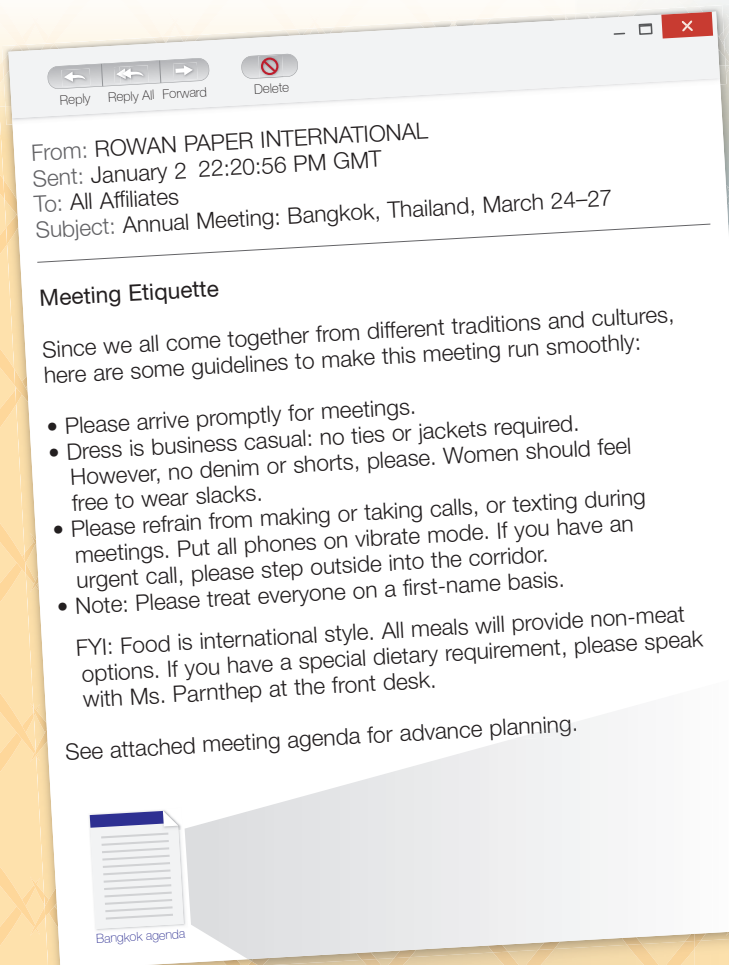 Reply Reply All Forward Delete
From: ROWAN PAPER INTERNATIONAL
Sent: January 2 22:20:56 PM GMT
To: All Affiliates
Subject: Annual Meeting: Bangkok, Thailand, March 24–27
Meeting Etiquette
Since we all come together from different traditions and cultures,
here are some guidelines to make this meeting run smoothly:
• Please arrive promptly for meetings.
• Dress is business casual: no ties or jackets required.
However, no denim or shorts, please. Women should feel
free to wear slacks.
• Please refrain from making or taking calls, or texting during
meetings. Put all phones on vibrate mode. If you have an
urgent call, please step outside into the corridor.
• Note: Please treat everyone on a first-name basis.
FYI: Food is international style. All meals will provide non-meat
options. If you have a special dietary requirement, please speak
with Ms. Parnthep at the front desk.
See attached meeting agenda for advance planning.
Bangkok agenda